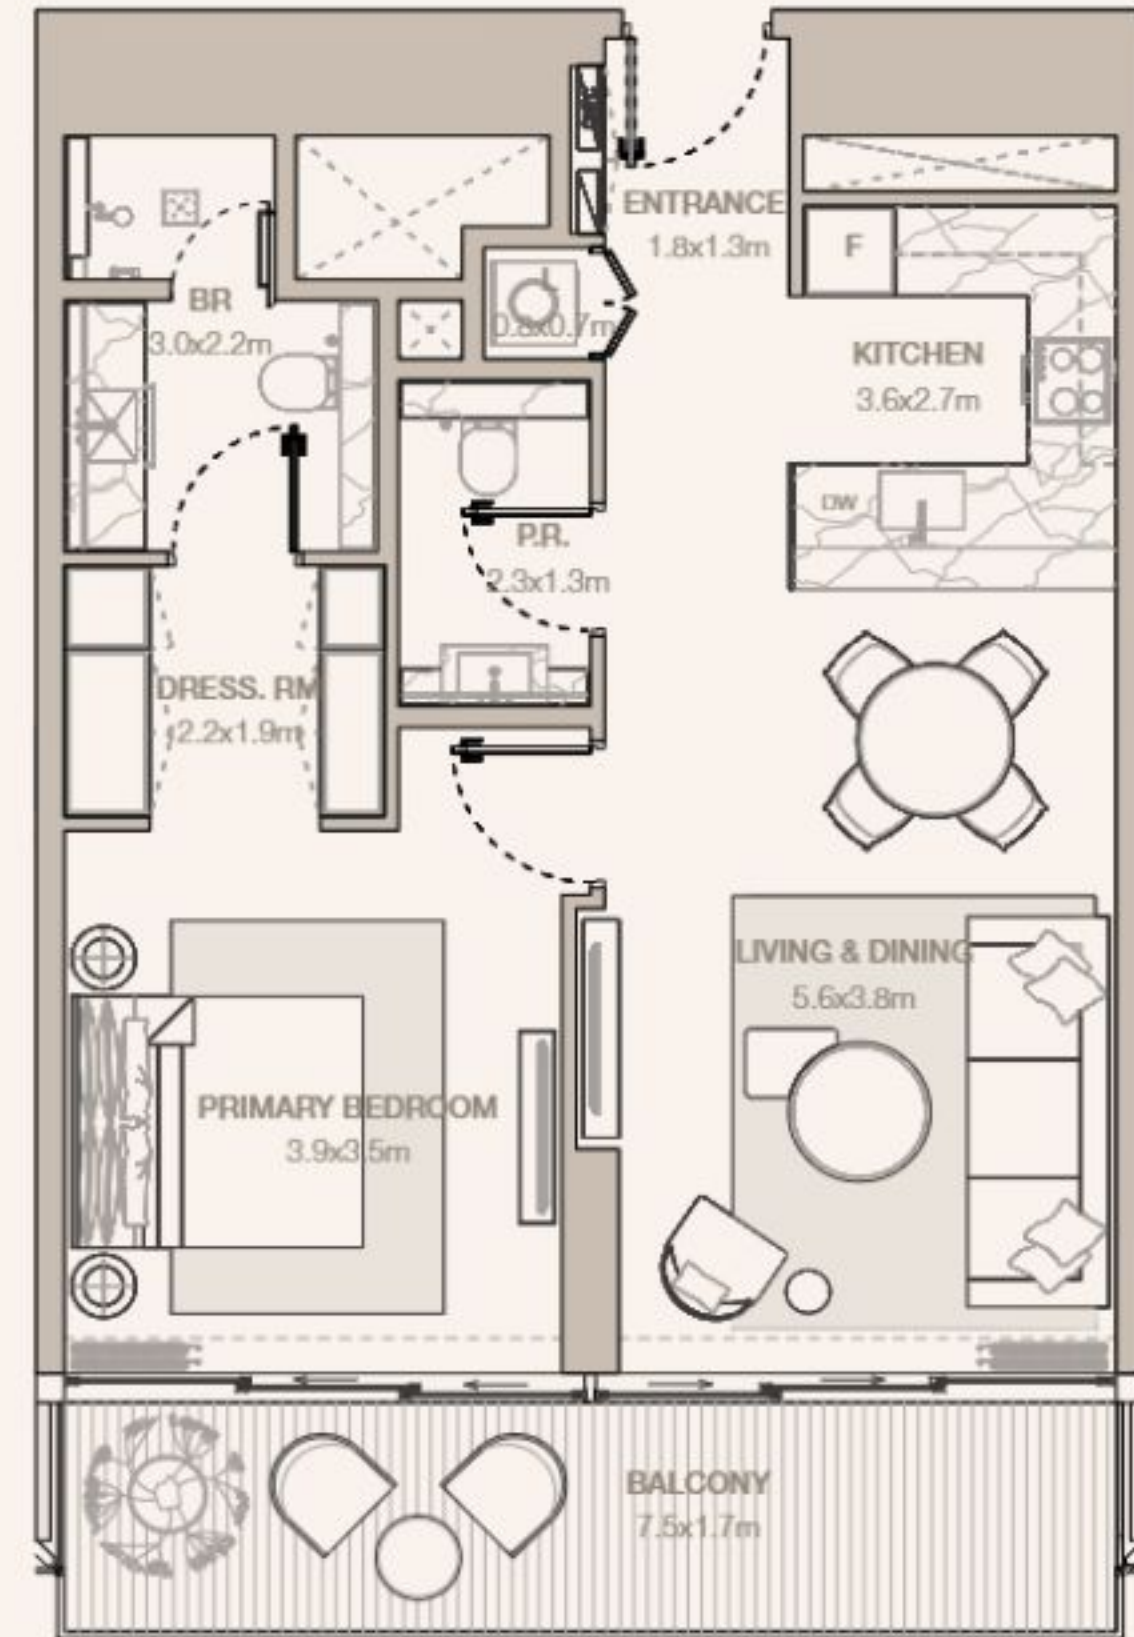 ENTRANCE
1.8x1.3m
F
BR
3.0x2.2m
0.8x0.7m
KITCHEN
3.6x2.7m
DW
P.R.
2.3x1.3m
DRESS. RM
2.2x1.9m
LIVING & DINING
5.6x3.8m
PRIMARY BEDROOM
3.9x3.5m
BALCONY
7.5x1.7m